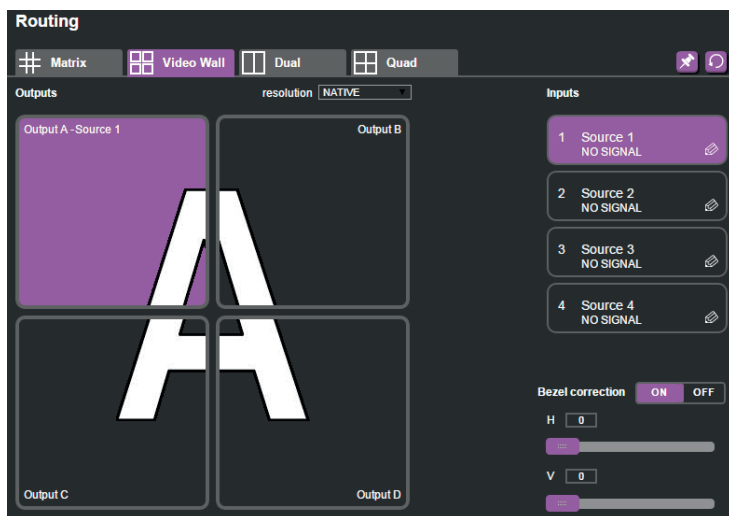 Routing
Matrix
Video Wall
Dual
Quad
Outputs
resolution NATIVE
Inputs
Output A - Source 1
Output B
A
Output C
Output D
1 Source 1
NO SIGNAL
2 Source 2
NO SIGNAL
3 Source 3
NO SIGNAL
4 Source 4
NO SIGNAL
Bezel correction ON OFF
H 0
V 0